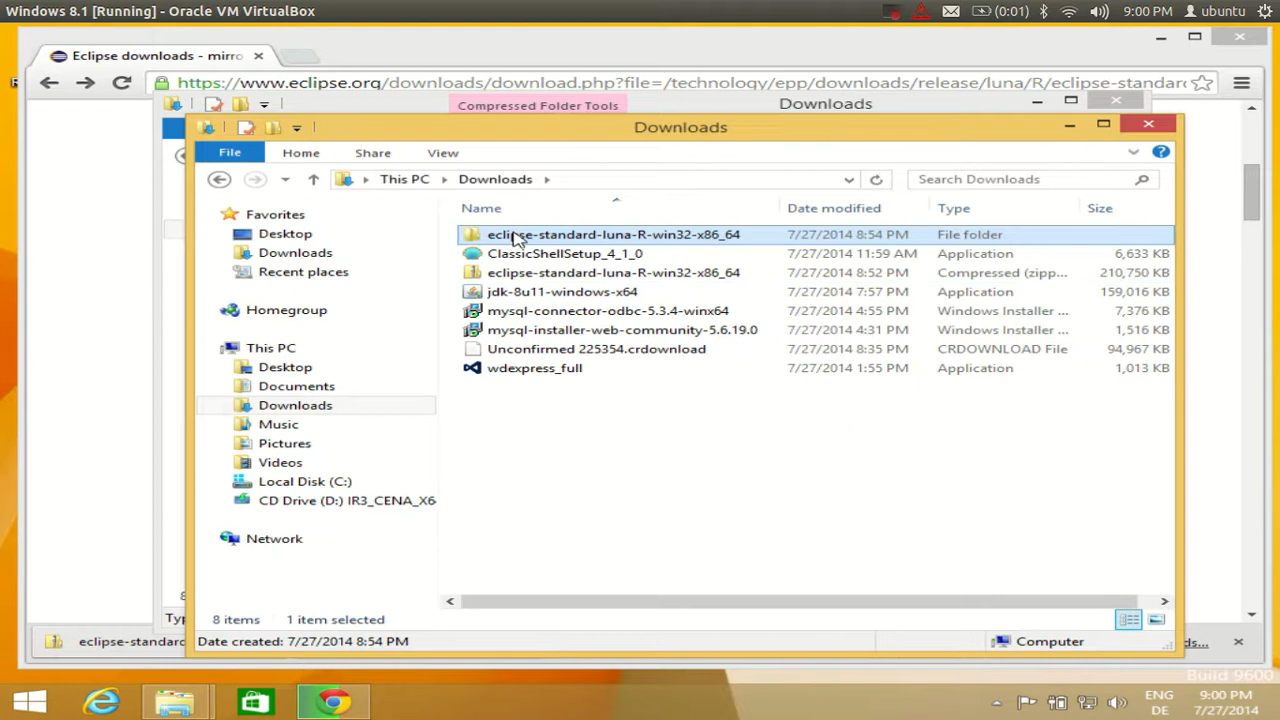 Windows 8.1 [Running] - Oracle VM VirtualBox
(0:01) 9:00 PM ubuntu
Eclipse downloads - mirro
https://www.eclipse.org/downloads/download.php?file=/technology/epp/downloads/release/luna/R/eclipse-standard-
Compressed Folder Tools Downloads
Downloads
File Home Share View
This PC Downloads Search Downloads
Name Date modified Type Size
Favorites
Desktop
Downloads
Recent places
Homegroup
This PC
Desktop
Documents
Downloads
Music
Pictures
Videos
Local Disk (C:)
CD Drive (D:) IR3_CENA_X6
Network
eclipse-standard-luna-R-win32-x86_64 7/27/2014 8:54 PM File folder
ClassicShellSetup_4_1_0 7/27/2014 11:59 AM Application 6,633 KB
eclipse-standard-luna-R-win32-x86_64 7/27/2014 8:52 PM Compressed (zipp... 210,750 KB
jdk-8u11-windows-x64 7/27/2014 7:57 PM Application 159,016 KB
mysql-connector-odbc-5.3.4-winx64 7/27/2014 4:55 PM Windows Installer ... 7,376 KB
mysql-installer-web-community-5.6.19.0 7/27/2014 4:31 PM Windows Installer ... 1,516 KB
Unconfirmed 225354.crdownload 7/27/2014 8:35 PM CRDOWNLOAD File 94,967 KB
wdexpress_full 7/27/2014 1:55 PM Application 1,013 KB
8 items 1 item selected
Date created: 7/27/2014 8:54 PM Computer
eclipse-standard
ds...
Build 9600
ENG 9:00 PM
DE 7/27/2014